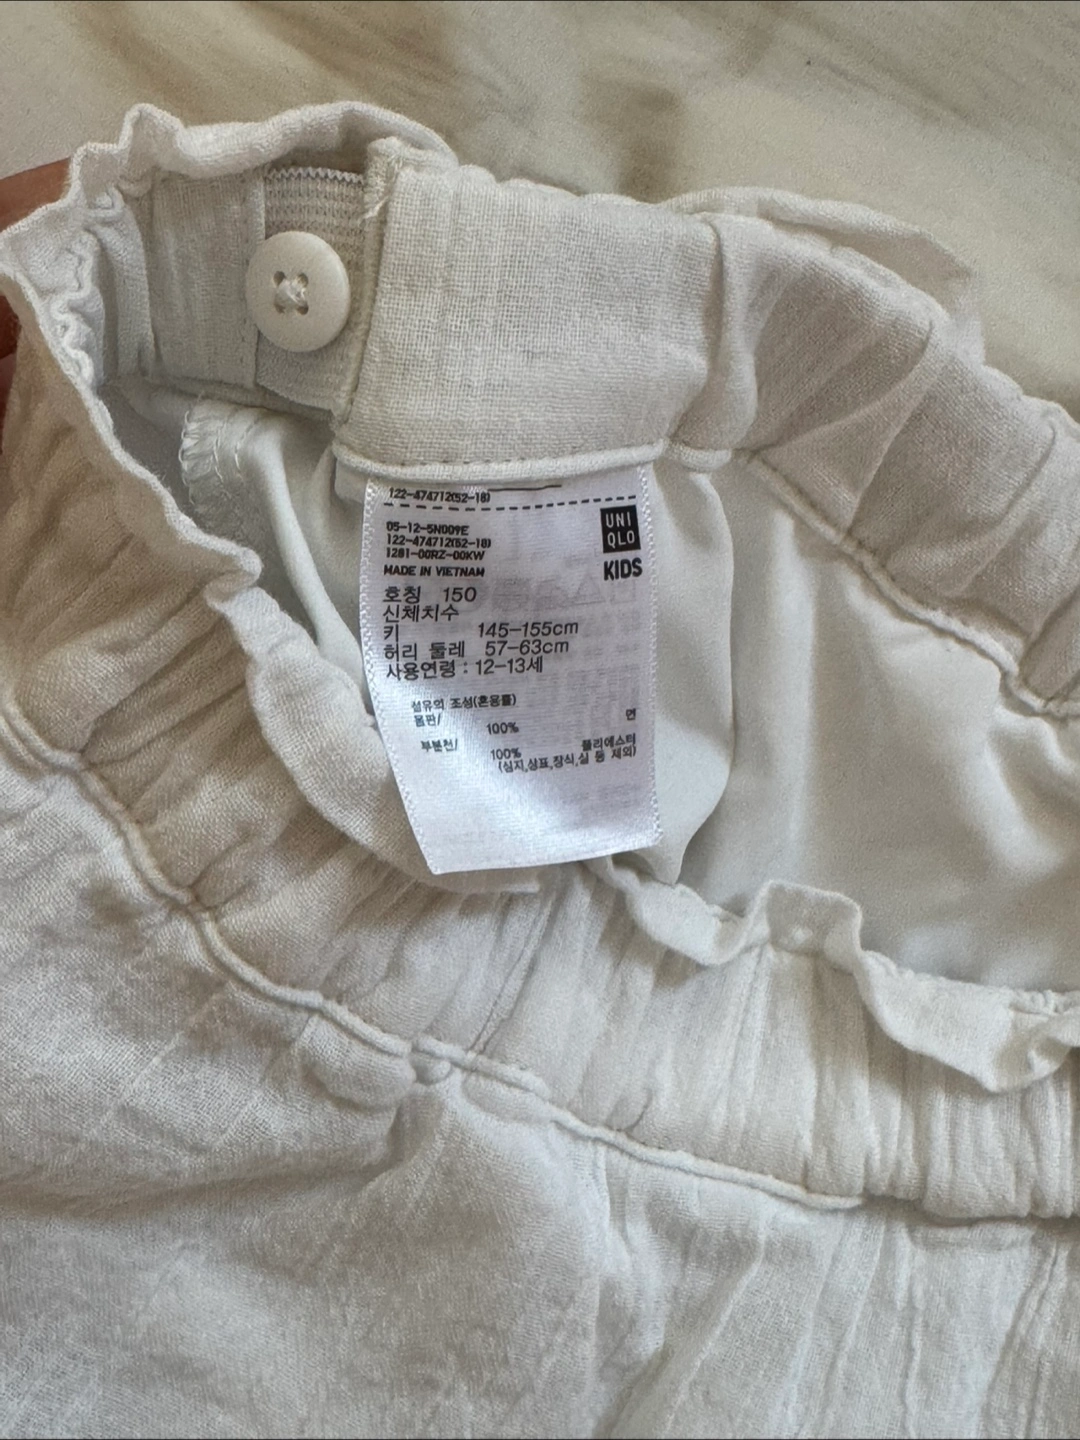 122-474712(52-18)
05-12-5N009E
122-474712(52-18)
1281-00RZ-00KW
MADE IN VIETNAM
UNI
QLO
KIDS
호칭 150
신체치수
키 145-155cm
허리 둘레 57-63cm
사용연령 : 12-13세
섬유의 조성(혼용률)
몸판/ 100% 면
부분천/ 100% 폴리에스터
(심지,상표,장식,실 등 제외)